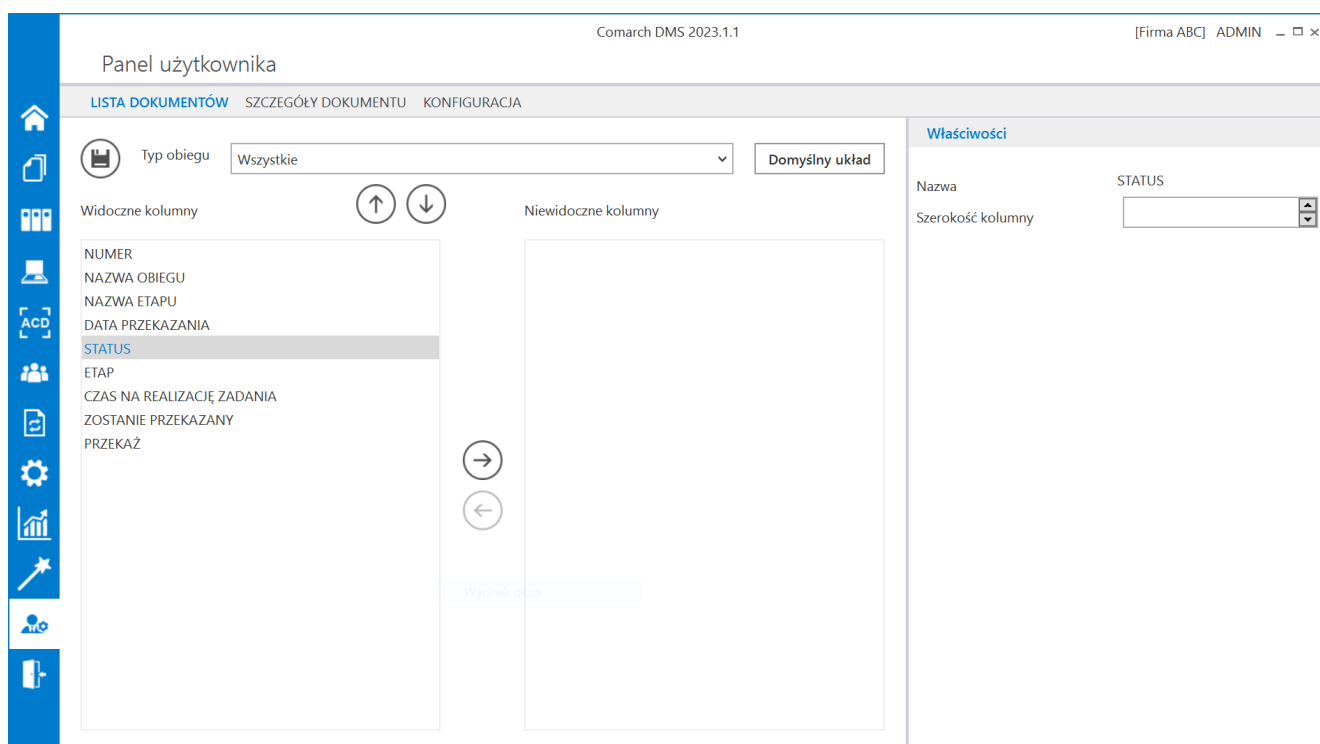 Comarch DMS 2023.1.1
[Firma ABC] ADMIN
Panel użytkownika
LISTA DOKUMENTÓW SZCZEGÓŁY DOKUMENTU KONFIGURACJA
Typ obiegu Wszystkie Domyślny układ
Widoczne kolumny
Niewidoczne kolumny
NUMER
NAZWA OBIEGU
NAZWA ETAPU
DATA PRZEKAZANIA
STATUS
ETAP
CZAS NA REALIZACJĘ ZADANIA
ZOSTANIE PRZEKAZANY
PRZEKAŻ
Właściwości
Nazwa STATUS
Szerokość kolumny
ACD